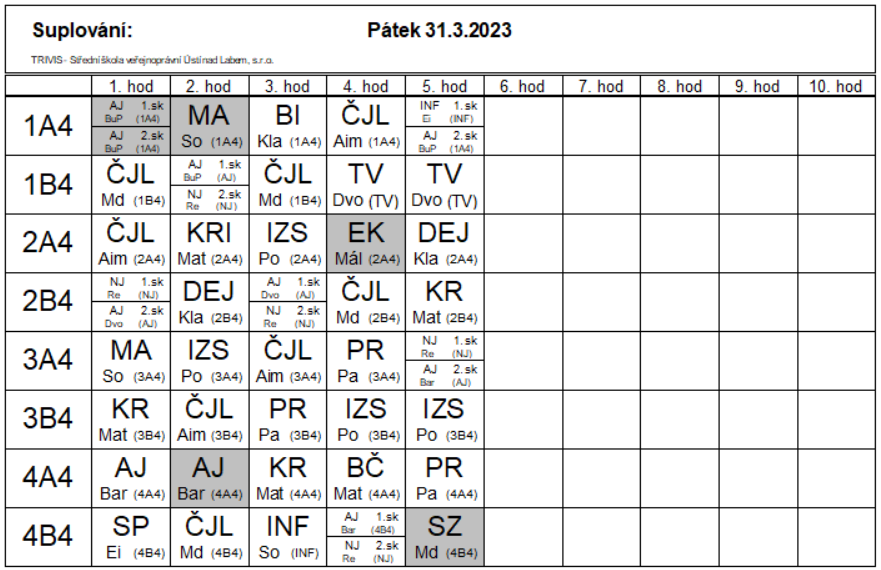 Suplování: Pátek 31.3.2023
TRIVIS - Střední škola veřejnoprávní Ústí nad Labem, s.r.o.
1. hod 2. hod 3. hod 4. hod 5. hod 6. hod 7. hod 8. hod 9. hod 10. hod
1A4
AJ 1.sk
BuP (1A4)
AJ 2.sk
BuP (1A4)
MA
So (1A4)
BI
Kla (1A4)
ČJL
Aim (1A4)
INF 1.sk
Ei (INF)
AJ 2.sk
BuP (1A4)
1B4
ČJL
Md (1B4)
AJ 1.sk
BuP (AJ)
NJ 2.sk
Re (NJ)
ČJL
Md (1B4)
TV
Dvo (TV)
TV
Dvo (TV)
2A4
ČJL
Aim (2A4)
KRI
Mat (2A4)
IZS
Po (2A4)
EK
Mál (2A4)
DEJ
Kla (2A4)
2B4
NJ 1.sk
Re (NJ)
AJ 2.sk
Dvo (AJ)
DEJ
Kla (2B4)
AJ 1.sk
Dvo (AJ)
NJ 2.sk
Re (NJ)
ČJL
Md (2B4)
KR
Mat (2B4)
3A4
MA
So (3A4)
IZS
Po (3A4)
ČJL
Aim (3A4)
PR
Pa (3A4)
NJ 1.sk
Re (NJ)
AJ 2.sk
Bar (AJ)
3B4
KR
Mat (3B4)
ČJL
Aim (3B4)
PR
Pa (3B4)
IZS
Po (3B4)
IZS
Po (3B4)
4A4
AJ
Bar (4A4)
AJ
Bar (4A4)
KR
Mat (4A4)
BČ
Mat (4A4)
PR
Pa (4A4)
4B4
SP
Ei (4B4)
ČJL
Md (4B4)
INF
So (INF)
AJ 1.sk
Bar (4B4)
NJ 2.sk
Re (NJ)
SZ
Md (4B4)